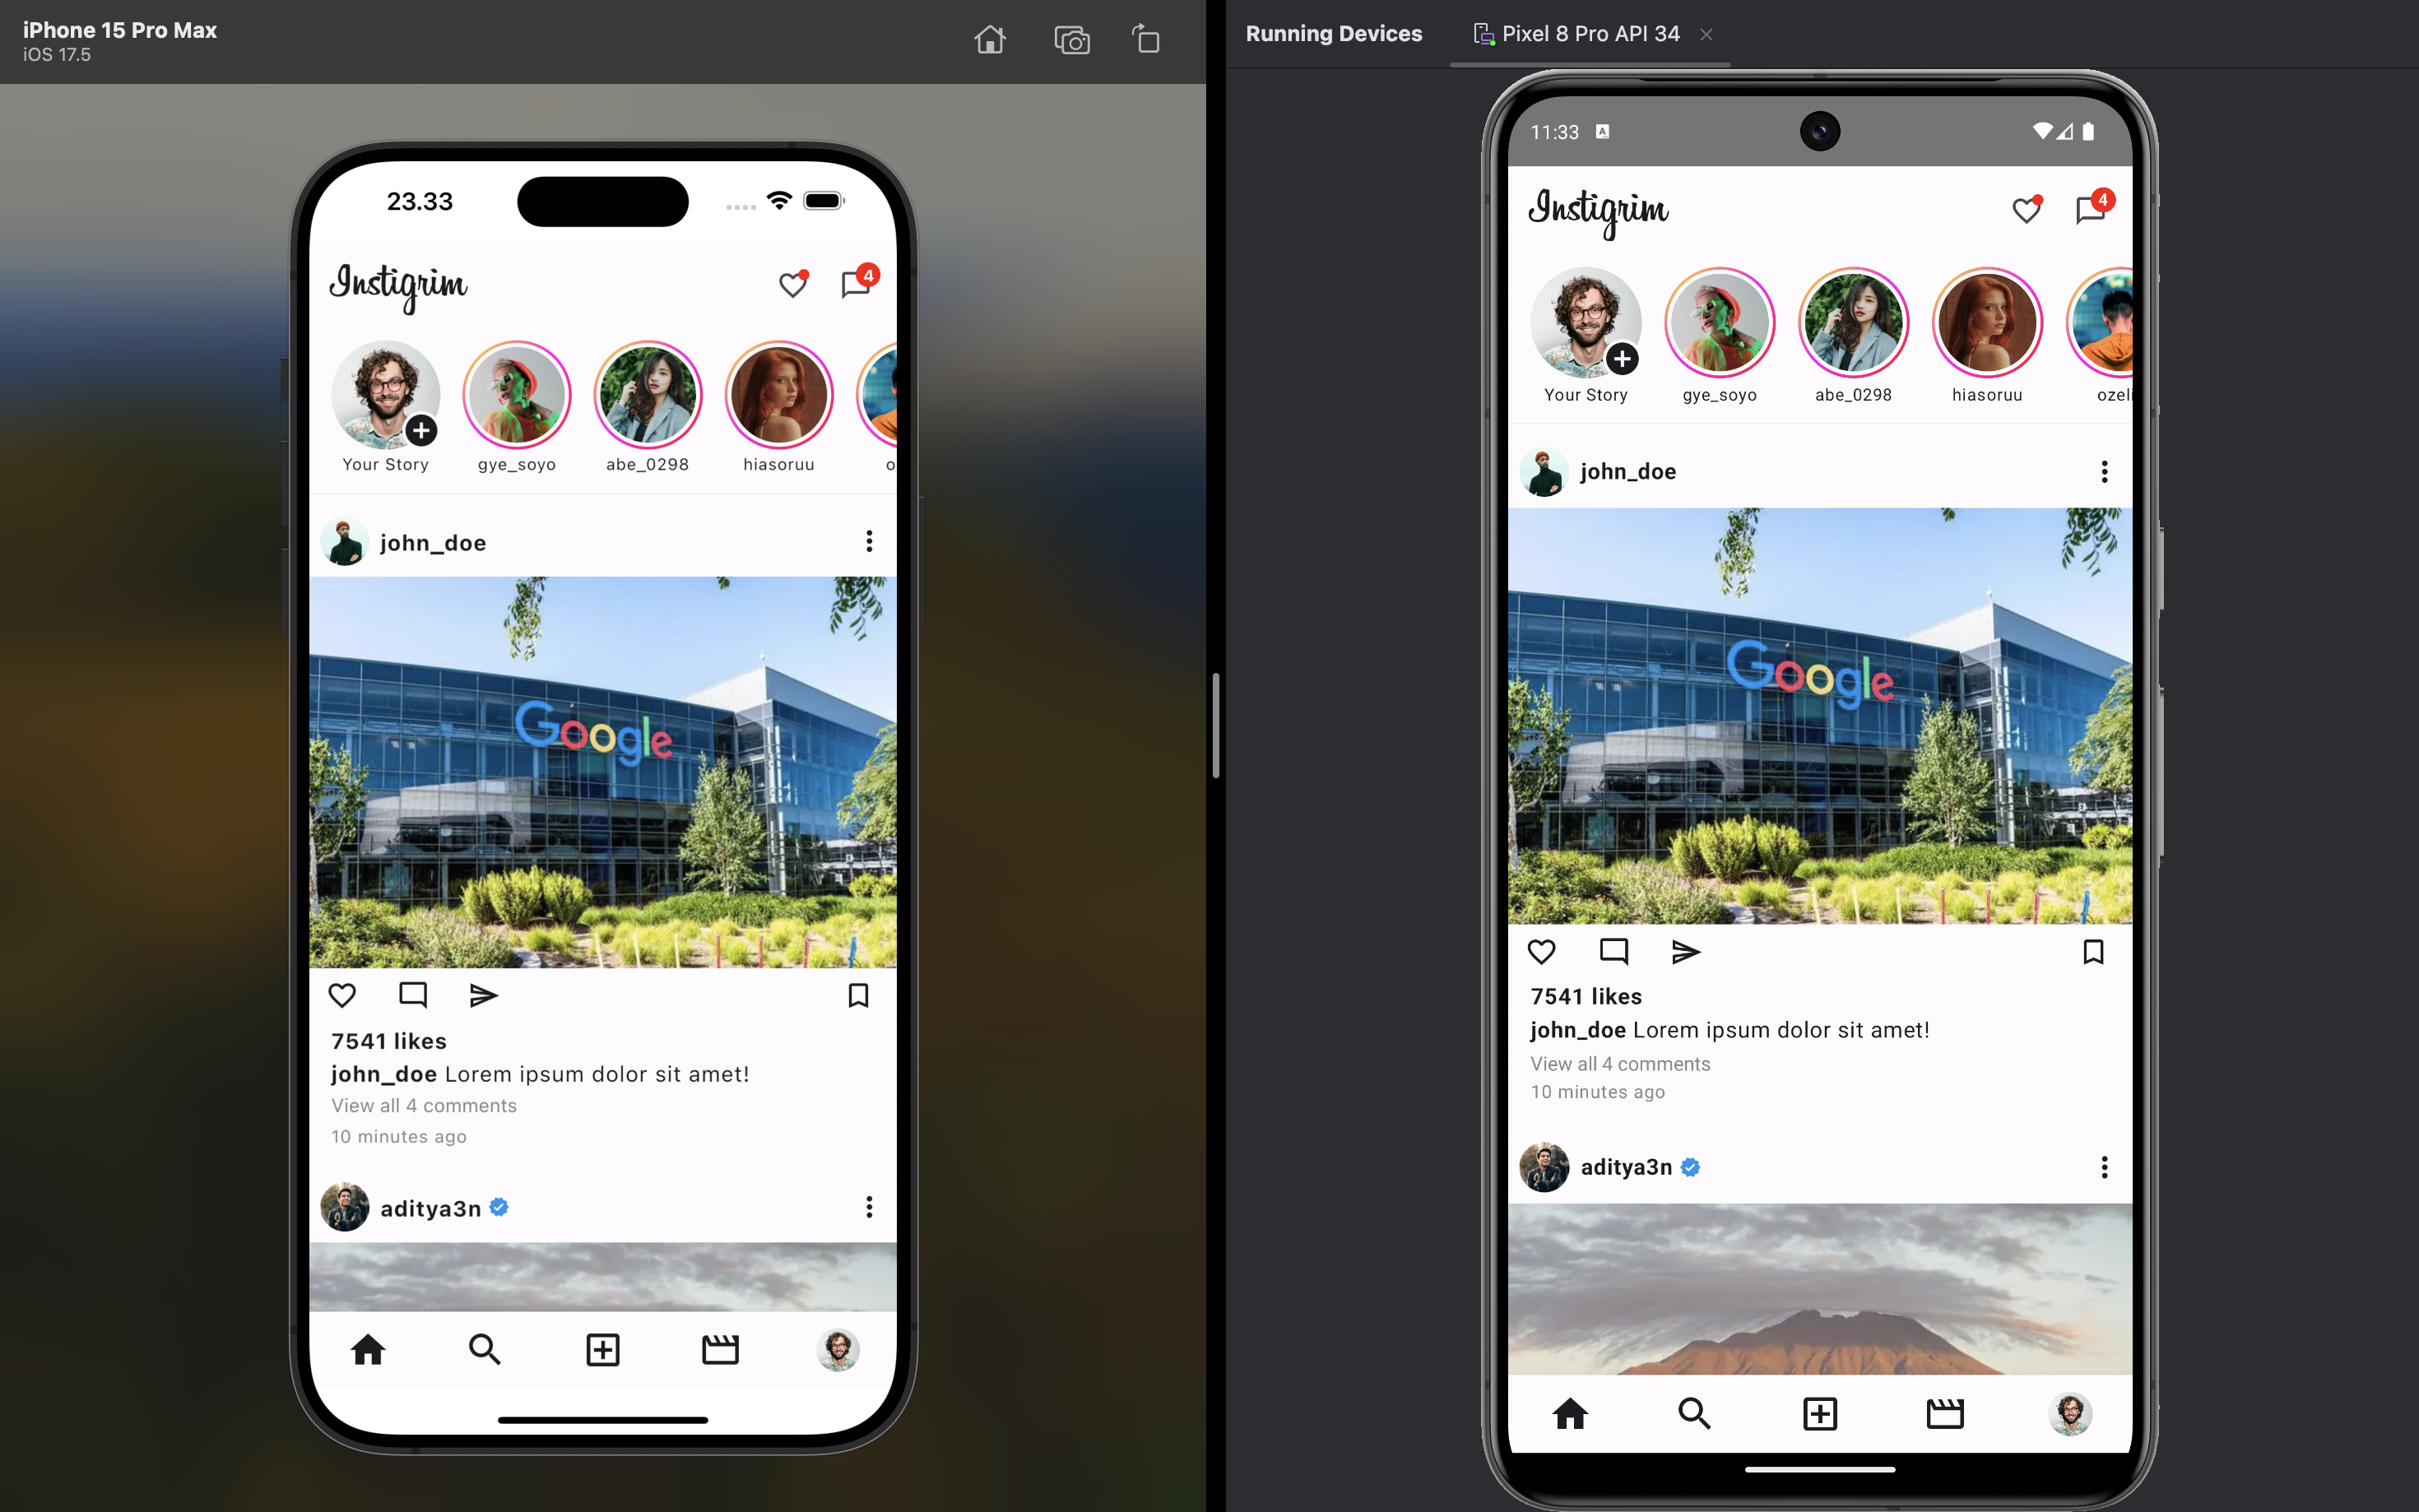 iPhone 15 Pro Max
iOS 17.5
23.33
Instigrim
4
Your Story
gye_soyo
abe_0298
hiasoruu
o
john_doe
Google
7541 likes
john_doe Lorem ipsum dolor sit amet!
View all 4 comments
10 minutes ago
aditya3n
Running Devices
Pixel 8 Pro API 34
11:33
A
Instigrim
4
Your Story
gye_soyo
abe_0298
hiasoruu
ozeli
john_doe
Google
7541 likes
john_doe Lorem ipsum dolor sit amet!
View all 4 comments
10 minutes ago
aditya3n